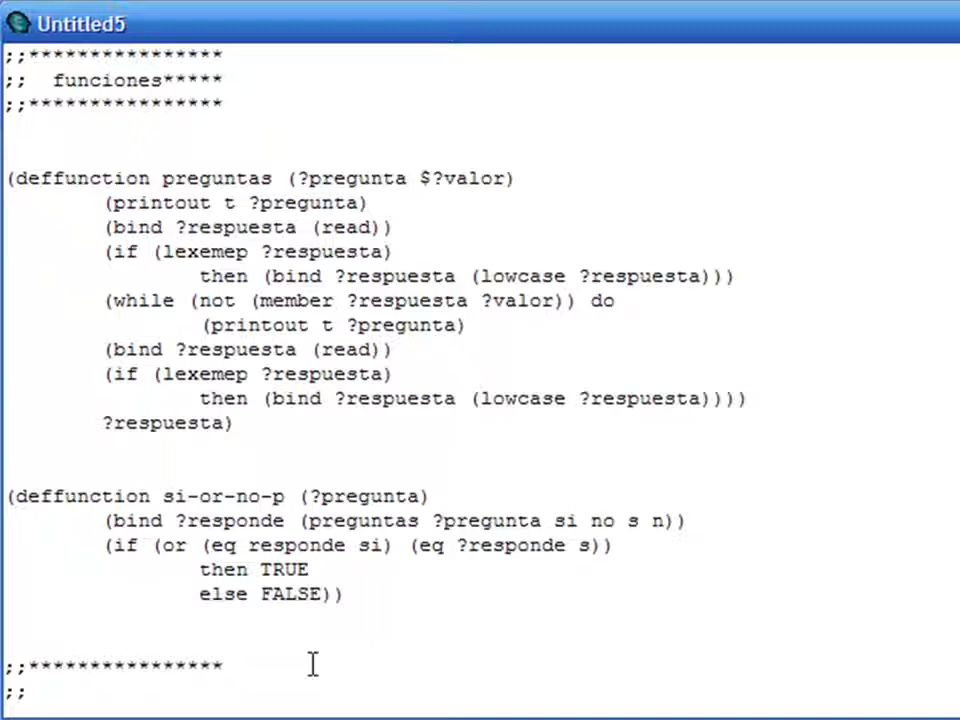 Untitled5
;;****************
;;  funciones*****
;;****************
(deffunction preguntas (?pregunta $?valor)
        (printout t ?pregunta)
        (bind ?respuesta (read))
        (if (lexemep ?respuesta)
                then (bind ?respuesta (lowcase ?respuesta)))
        (while (not (member ?respuesta ?valor)) do
                (printout t ?pregunta)
        (bind ?respuesta (read))
        (if (lexemep ?respuesta)
                then (bind ?respuesta (lowcase ?respuesta))))
        ?respuesta)
(deffunction si-or-no-p (?pregunta)
        (bind ?responde (preguntas ?pregunta si no s n))
        (if (or (eq responde si) (eq ?responde s))
                then TRUE
                else FALSE))
;;****************
;;